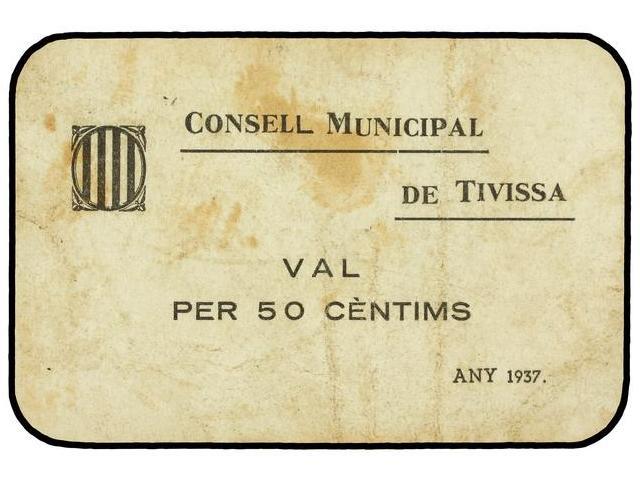 CONSELL MUNICIPAL
DE TIVISSA
VAL
PER 50 CÈNTIMS
ANY 1937.